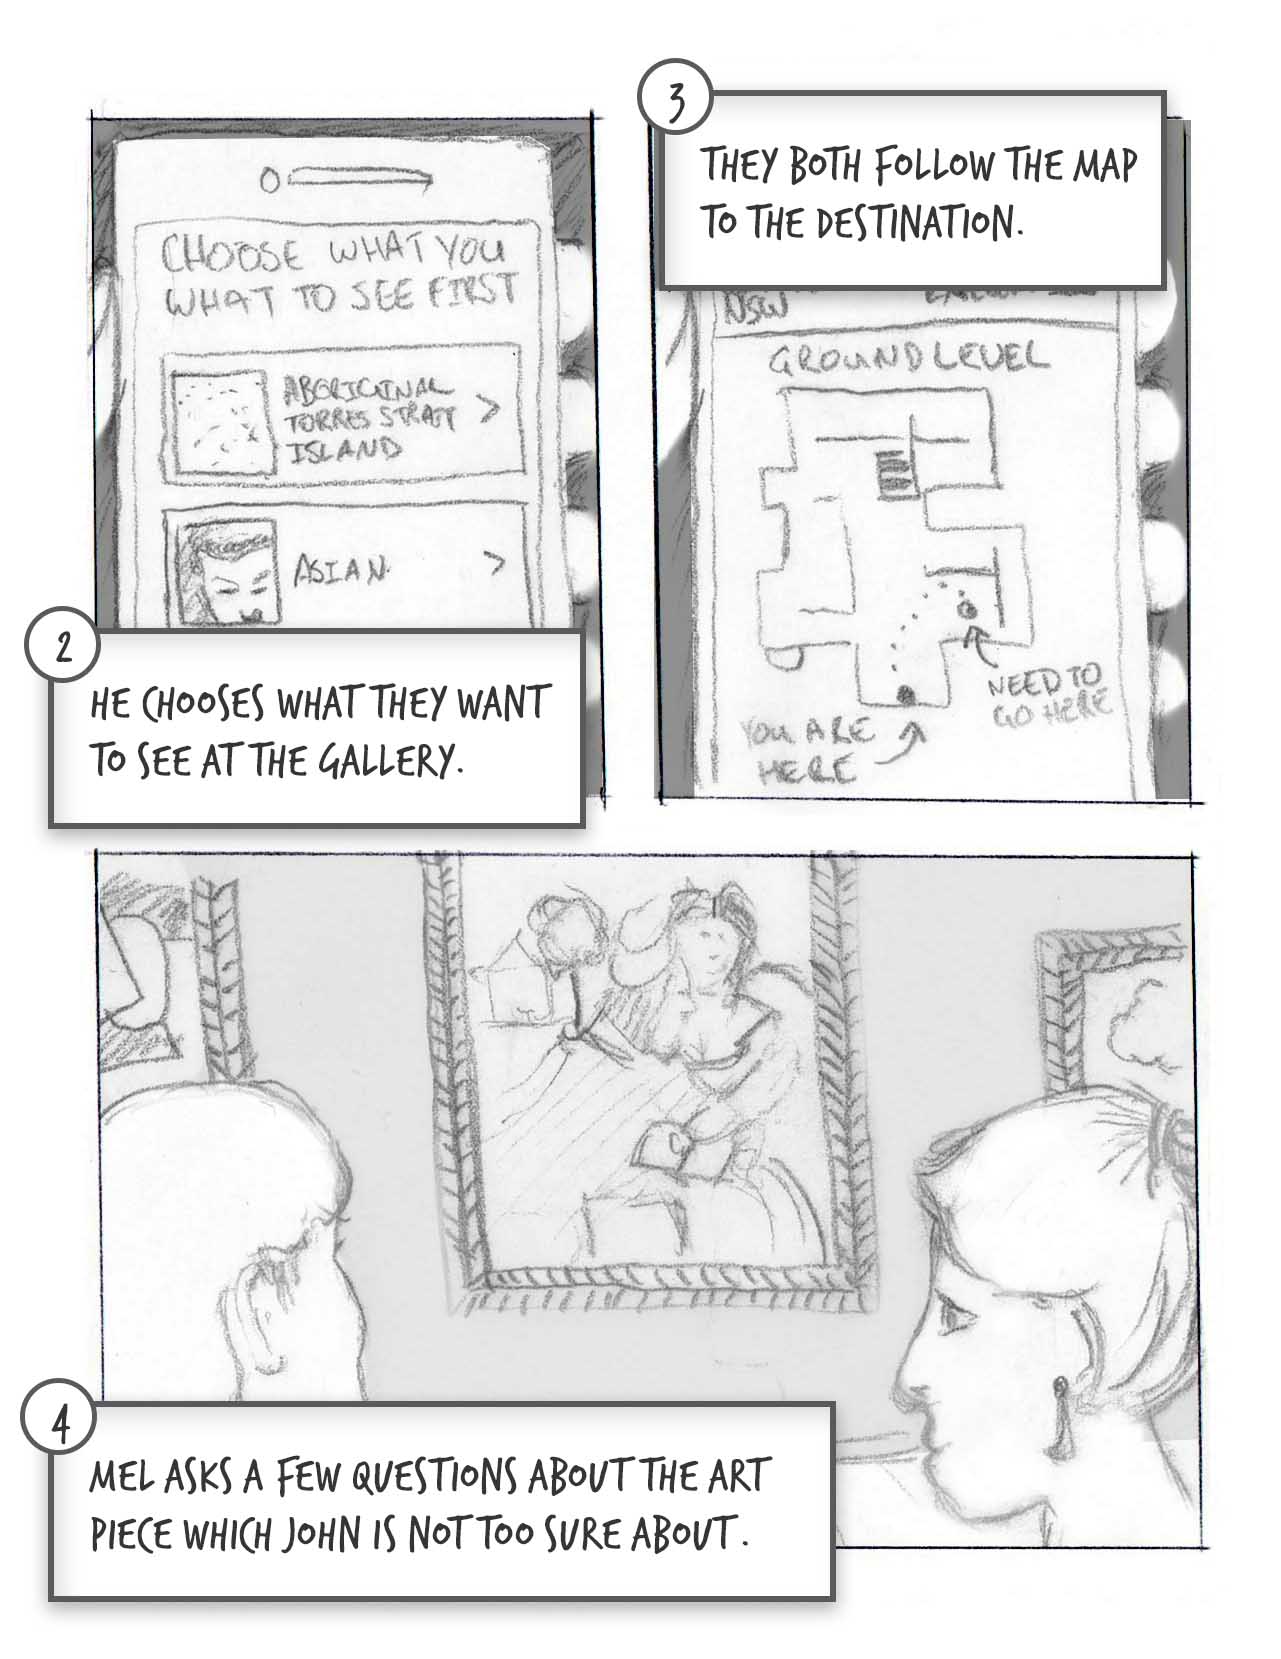 CHOOSE WHAT YOU
WHAT TO SEE FIRST
ABORIGINAL
TORRES STRAIT
ISLAND
>
ASIAN
>
2
HE CHOOSES WHAT THEY WANT
TO SEE AT THE GALLERY.
3
THEY BOTH FOLLOW THE MAP
TO THE DESTINATION.
NSW
GROUND LEVEL
NEED TO
GO HERE
YOU ARE
HERE
4
MEL ASKS A FEW QUESTIONS ABOUT THE ART
PIECE WHICH JOHN IS NOT TOO SURE ABOUT.